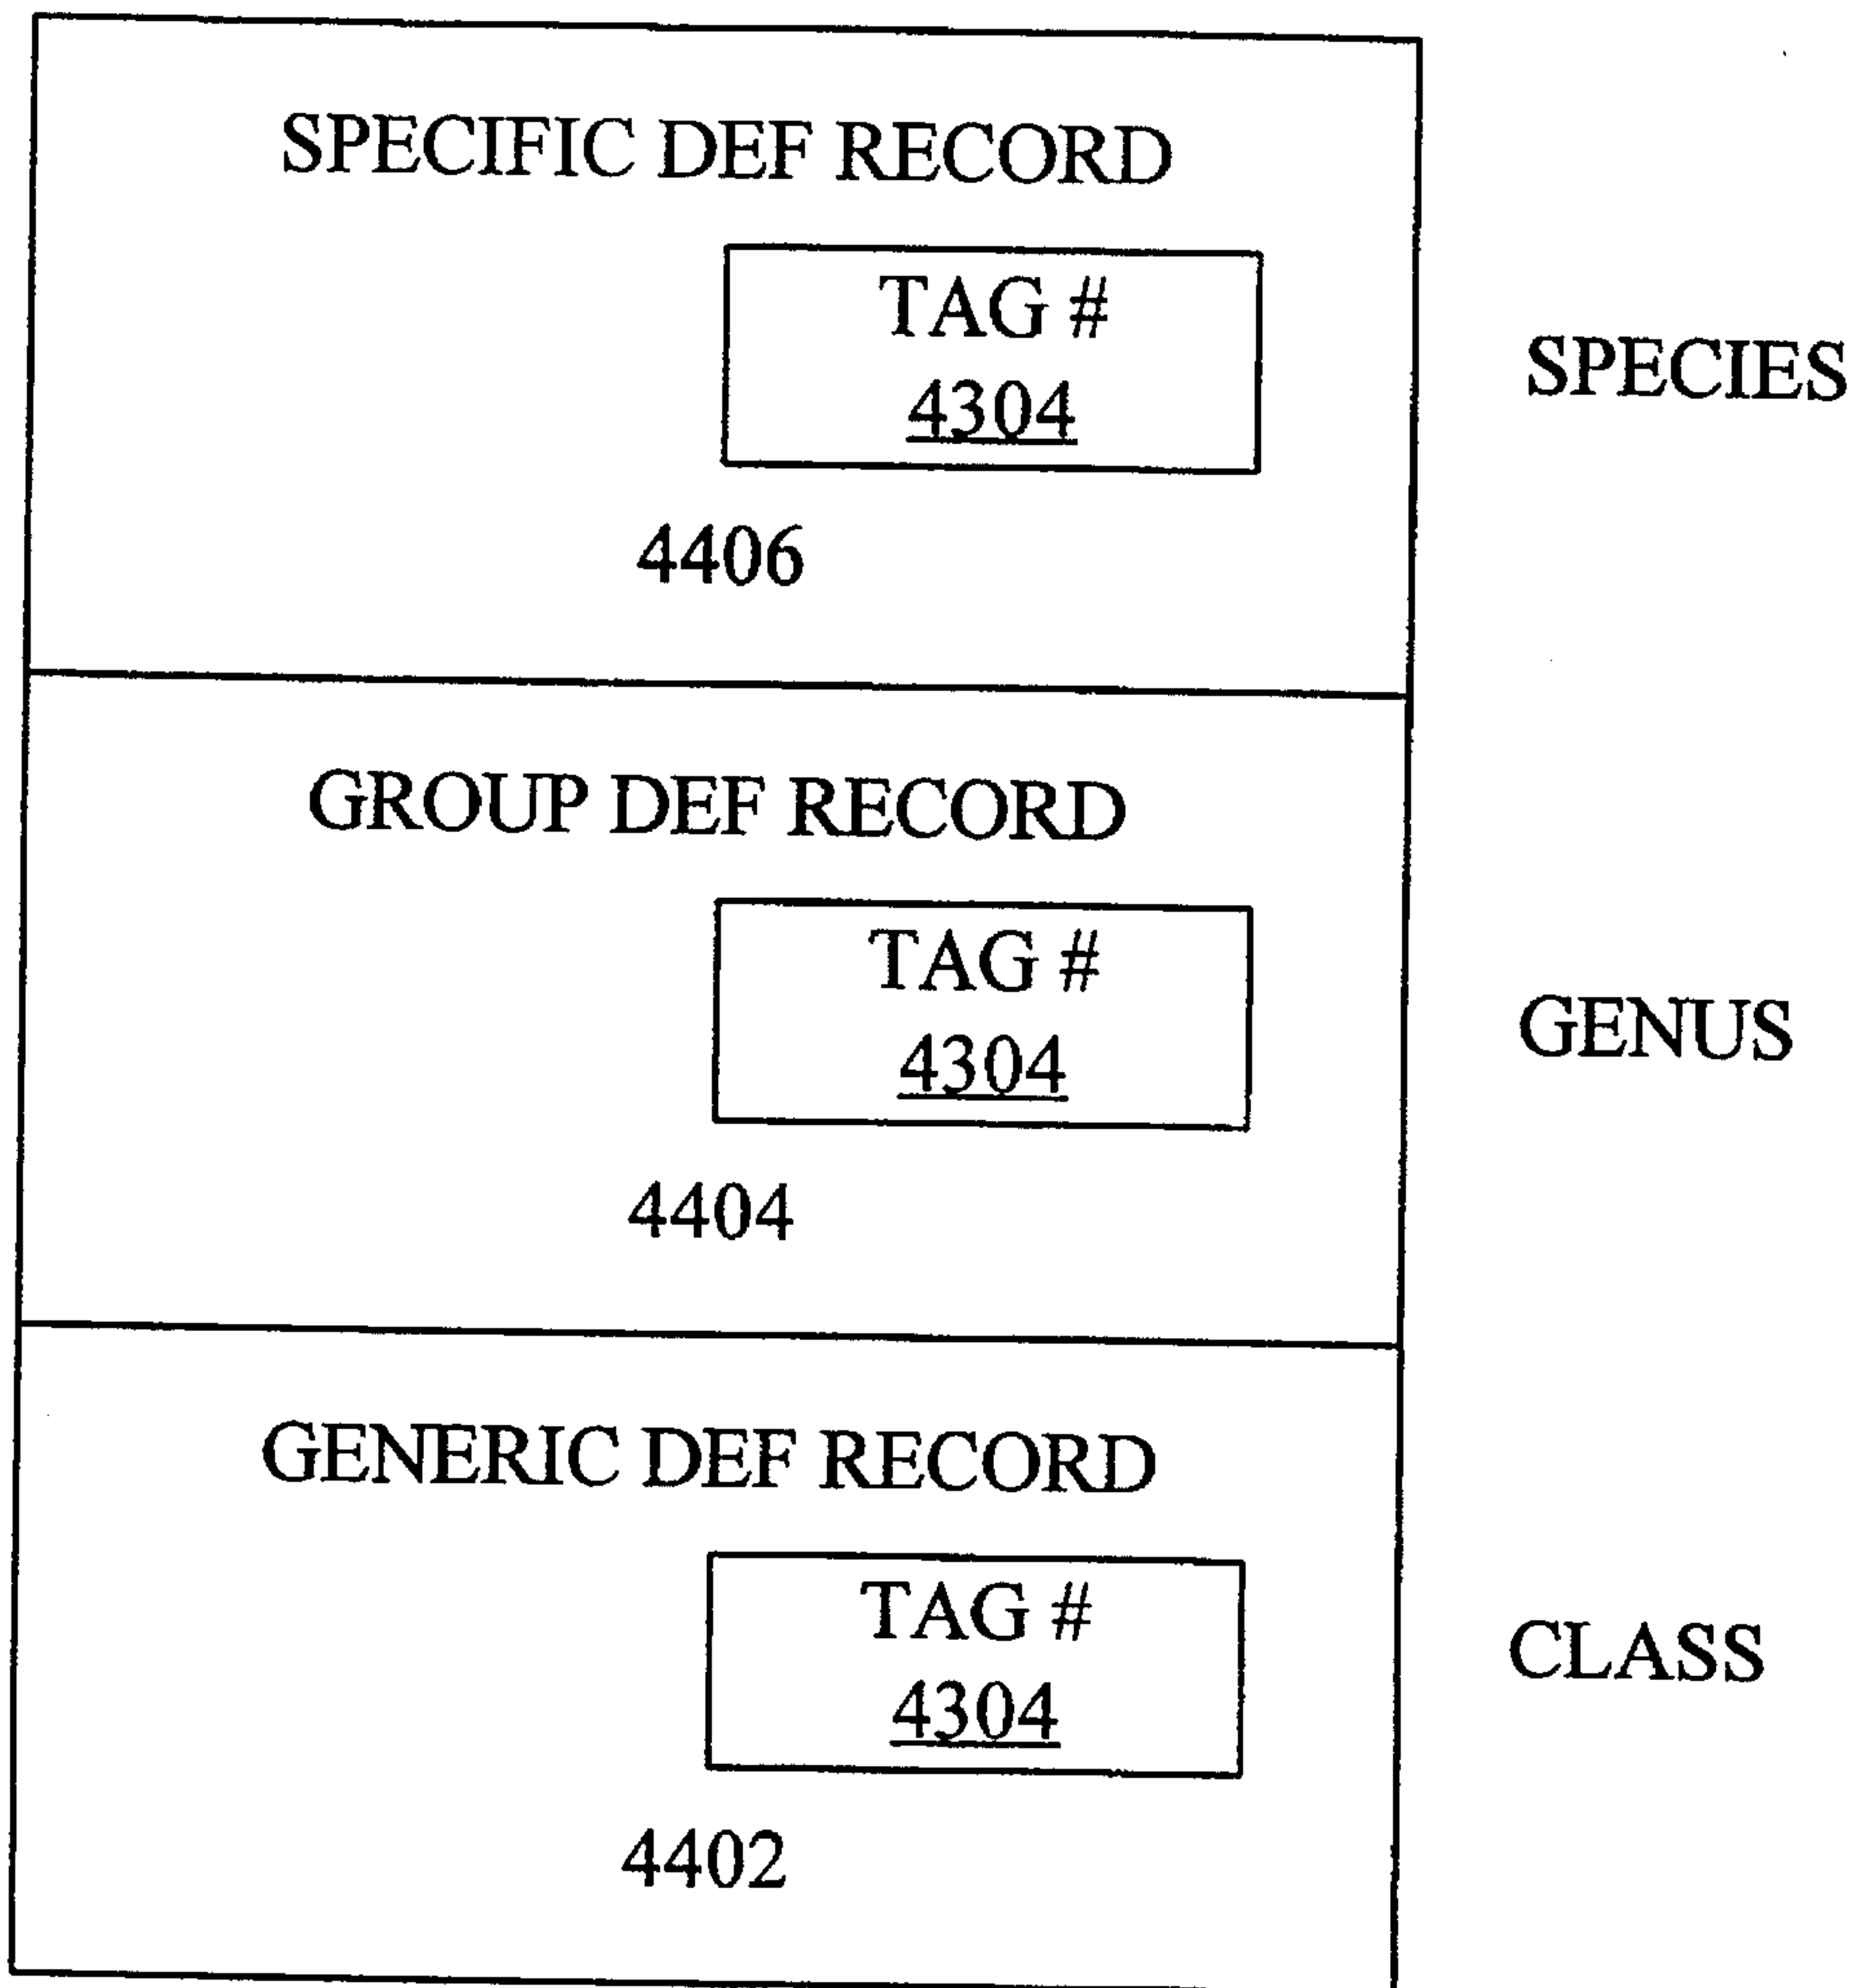 SPECIFIC DEF RECORD
TAG #
4304
SPECIES
4406
GROUP DEF RECORD
TAG #
4304
GENUS
4404
GENERIC DEF RECORD
TAG #
4304
CLASS
4402